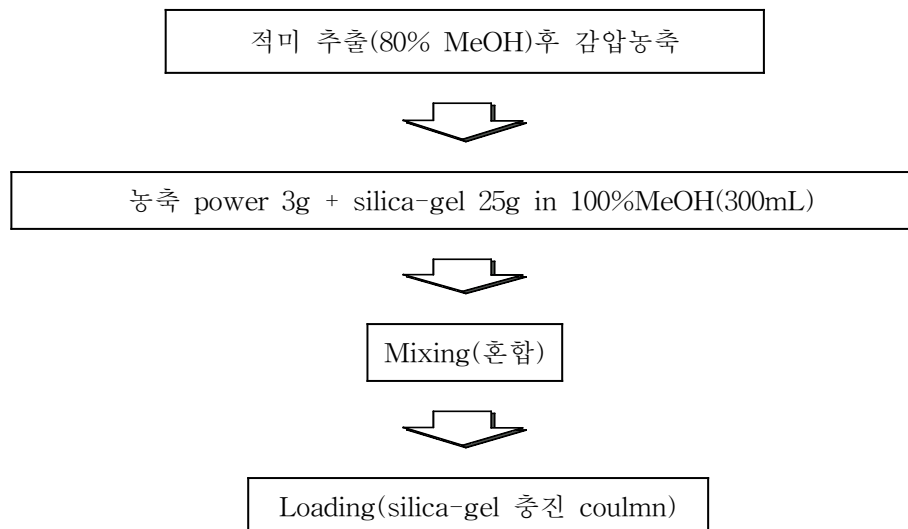 적미 추출(80% MeOH)후 감압농축
농축 power 3g + silica-gel 25g in 100%MeOH(300mL)
Mixing(혼합)
Loading(silica-gel 충진 coulmn)